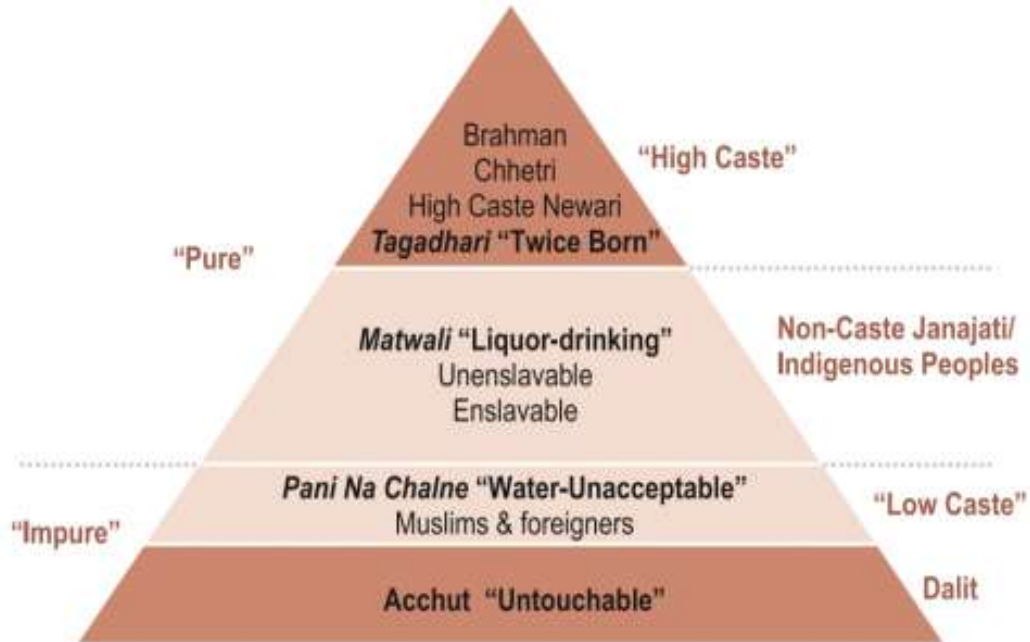 Brahman
Chhetri
High Caste Newari
Tagadhari “Twice Born”
“High Caste”
“Pure”
Matwali “Liquor-drinking”
Unenslavable
Enslavable
Non-Caste Janajati/
Indigenous Peoples
Pani Na Chalne “Water-Unacceptable”
Muslims & foreigners
“Impure”
“Low Caste”
Acchut “Untouchable”
Dalit